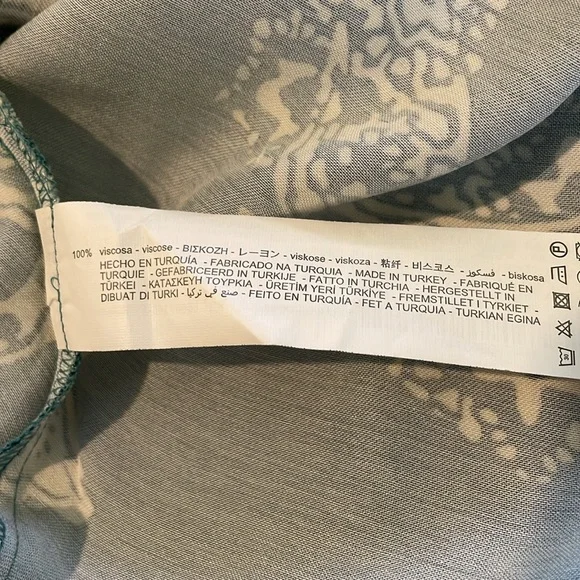 100% viscosa - viscose - ΒΙΣΚΟΖΗ - レーヨン - viskose - viskoza - 粘纤 - 비스코스 - فسكوز - biskosa
HECHO EN TURQUÍA - FABRICADO NA TURQUIA - MADE IN TURKEY - FABRIQUÉ EN
TURQUIE - GEFABRICEERD IN TURKIJE - FATTO IN TURCHIA - HERGESTELLT IN
TÜRKEI - ΚΑΤΑΣΚΕΥΗ ΤΟΥΡΚΙΑ - ÜRETİM YERİ TÜRKİYE - FREMSTILLET I TYRKIET -
DIBUAT DI TURKI - صنع في تركيا - FEITO EN TURQUÍA - FET A TURQUIA - TURKIAN EGINA